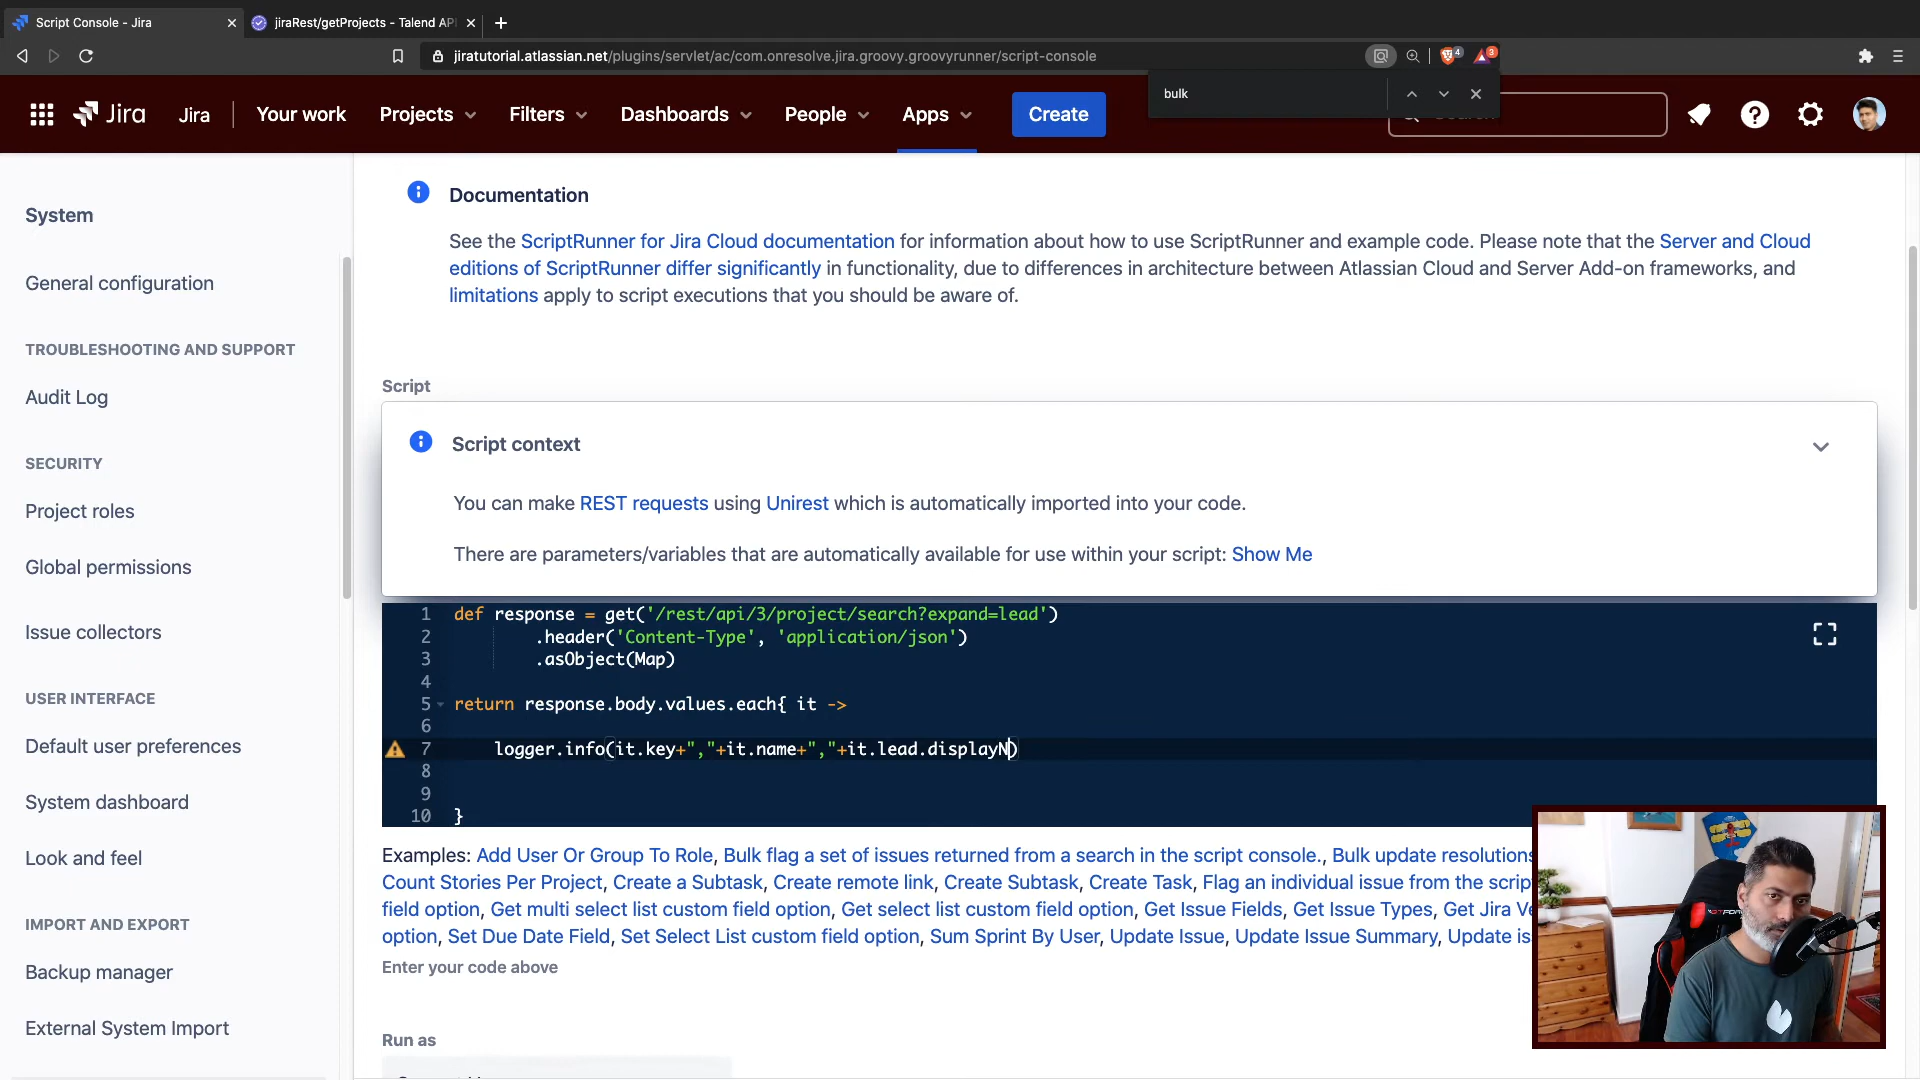 Script Console - Jira
jiraRest/getProjects - Talend API
jiratutorial.atlassian.net/plugins/servlet/ac/com.onresolve.jira.groovy.groovyrunner/script-console
4
3
bulk
Jira
Jira
Your work
Projects
Filters
Dashboards
People
Apps
Create
System
General configuration
TROUBLESHOOTING AND SUPPORT
Audit Log
SECURITY
Project roles
Global permissions
Issue collectors
USER INTERFACE
Default user preferences
System dashboard
Look and feel
IMPORT AND EXPORT
Backup manager
External System Import
Documentation
See the ScriptRunner for Jira Cloud documentation for information about how to use ScriptRunner and example code. Please note that the Server and Cloud
editions of ScriptRunner differ significantly in functionality, due to differences in architecture between Atlassian Cloud and Server Add-on frameworks, and
limitations apply to script executions that you should be aware of.
Script
Script context
You can make REST requests using Unirest which is automatically imported into your code.
There are parameters/variables that are automatically available for use within your script: Show Me
1 def response = get('/rest/api/3/project/search?expand=lead')
2 .header('Content-Type', 'application/json')
3 .asObject(Map)
4
5 return response.body.values.each{ it ->
6
7 logger.info(it.key+","+it.name+","+it.lead.displayN)
8
9
10 }
Examples: Add User Or Group To Role, Bulk flag a set of issues returned from a search in the script console., Bulk update resolutions
Count Stories Per Project, Create a Subtask, Create remote link, Create Subtask, Create Task, Flag an individual issue from the scrip
field option, Get multi select list custom field option, Get select list custom field option, Get Issue Fields, Get Issue Types, Get Jira Ve
option, Set Due Date Field, Set Select List custom field option, Sum Sprint By User, Update Issue, Update Issue Summary, Update is
Enter your code above
Run as